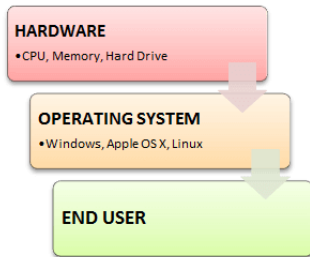 HARDWARE
•CPU, Memory, Hard Drive
OPERATING SYSTEM
•Windows, Apple OS X, Linux
END USER